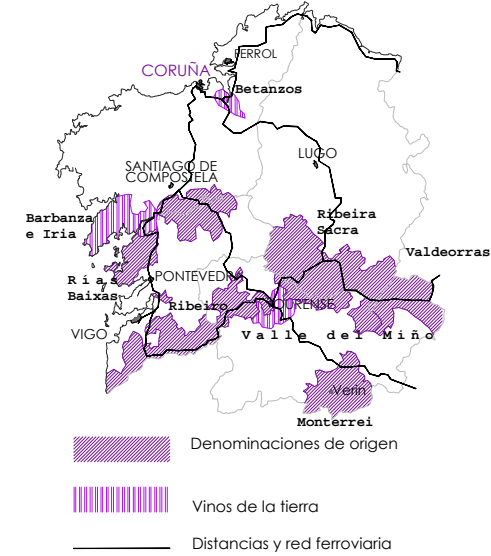 FERROL
CORUÑA
Betanzos
LUGO
SANTIAGO DE
COMPOSTELA
Barbanza
e Iria
Ribeira
Sacra
Valdeorras
Rías
Baixas
PONTEVEDRA
Ribeiro
OURENSE
VIGO
Valle del Miño
Verín
Monterrei
Denominaciones de origen
Vinos de la tierra
Distancias y red ferroviaria